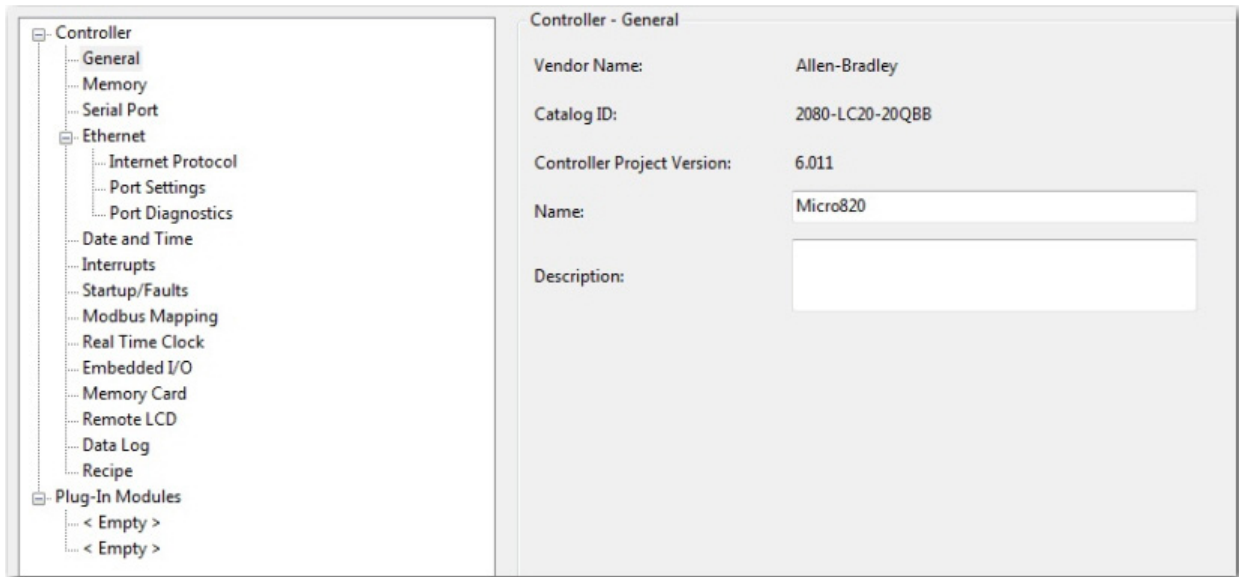 Controller
General
Memory
Serial Port
Ethernet
Internet Protocol
Port Settings
Port Diagnostics
Date and Time
Interrupts
Startup/Faults
Modbus Mapping
Real Time Clock
Embedded I/O
Memory Card
Remote LCD
Data Log
Recipe
Plug-In Modules
< Empty >
< Empty >
Controller - General
Vendor Name: Allen-Bradley
Catalog ID: 2080-LC20-20QBB
Controller Project Version: 6.011
Name: Micro820
Description: